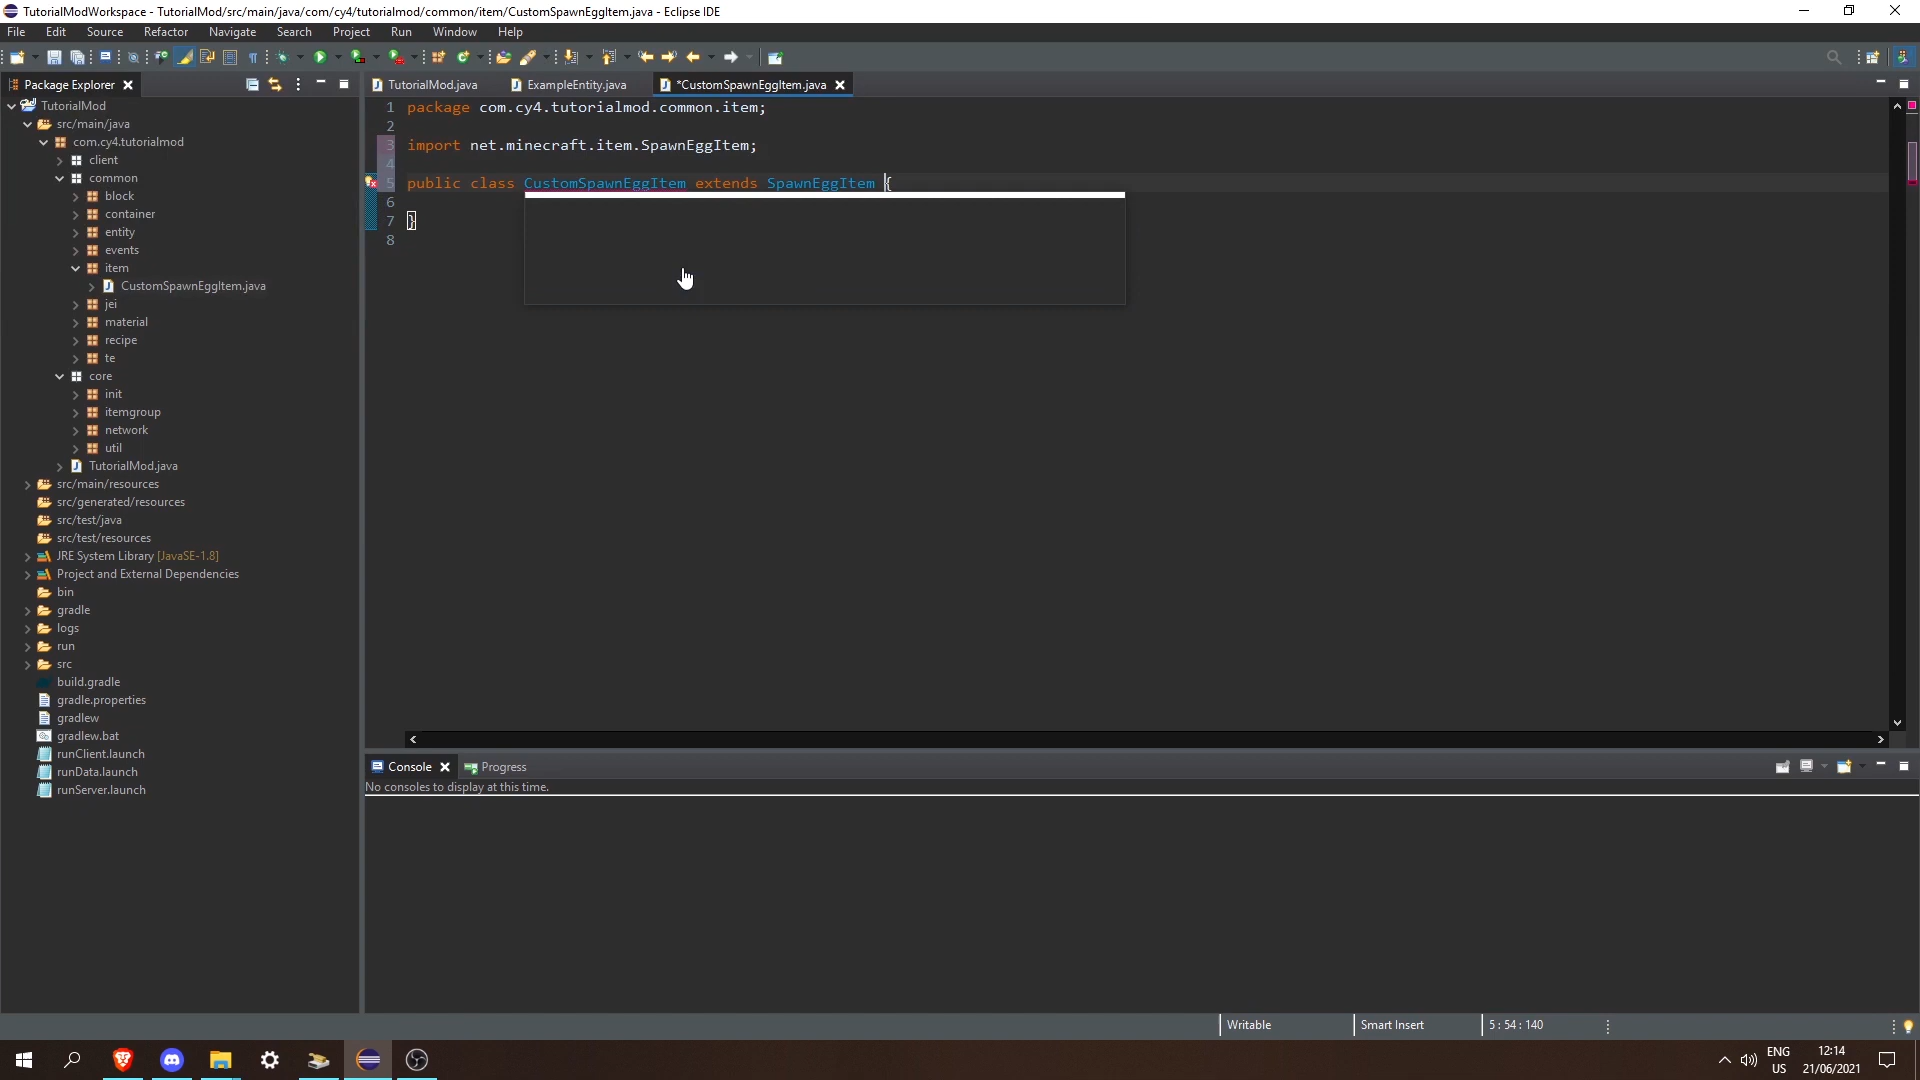 TutorialModWorkspace - TutorialMod/src/main/java/com/cy4/tutorialmod/common/item/CustomSpawnEggItem.java - Eclipse IDE
File Edit Source Refactor Navigate Search Project Run Window Help
Package Explorer
TutorialMod.java ExampleEntity.java *CustomSpawnEggItem.java
TutorialMod
src/main/java
com.cy4.tutorialmod
client
common
block
container
entity
events
item
CustomSpawnEggItem.java
jei
material
recipe
te
core
init
itemgroup
network
util
TutorialMod.java
src/main/resources
src/generated/resources
src/test/java
src/test/resources
JRE System Library [JavaSE-1.8]
Project and External Dependencies
bin
gradle
logs
run
src
build.gradle
gradle.properties
gradlew
gradlew.bat
runClient.launch
runData.launch
runServer.launch
1 package com.cy4.tutorialmod.common.item;
2
3 import net.minecraft.item.SpawnEggItem;
4
5 public class CustomSpawnEggItem extends SpawnEggItem {
6
7 }
8
Console Progress
No consoles to display at this time.
Writable Smart Insert 5 : 54 : 140
ENG
US
12:14
21/06/2021